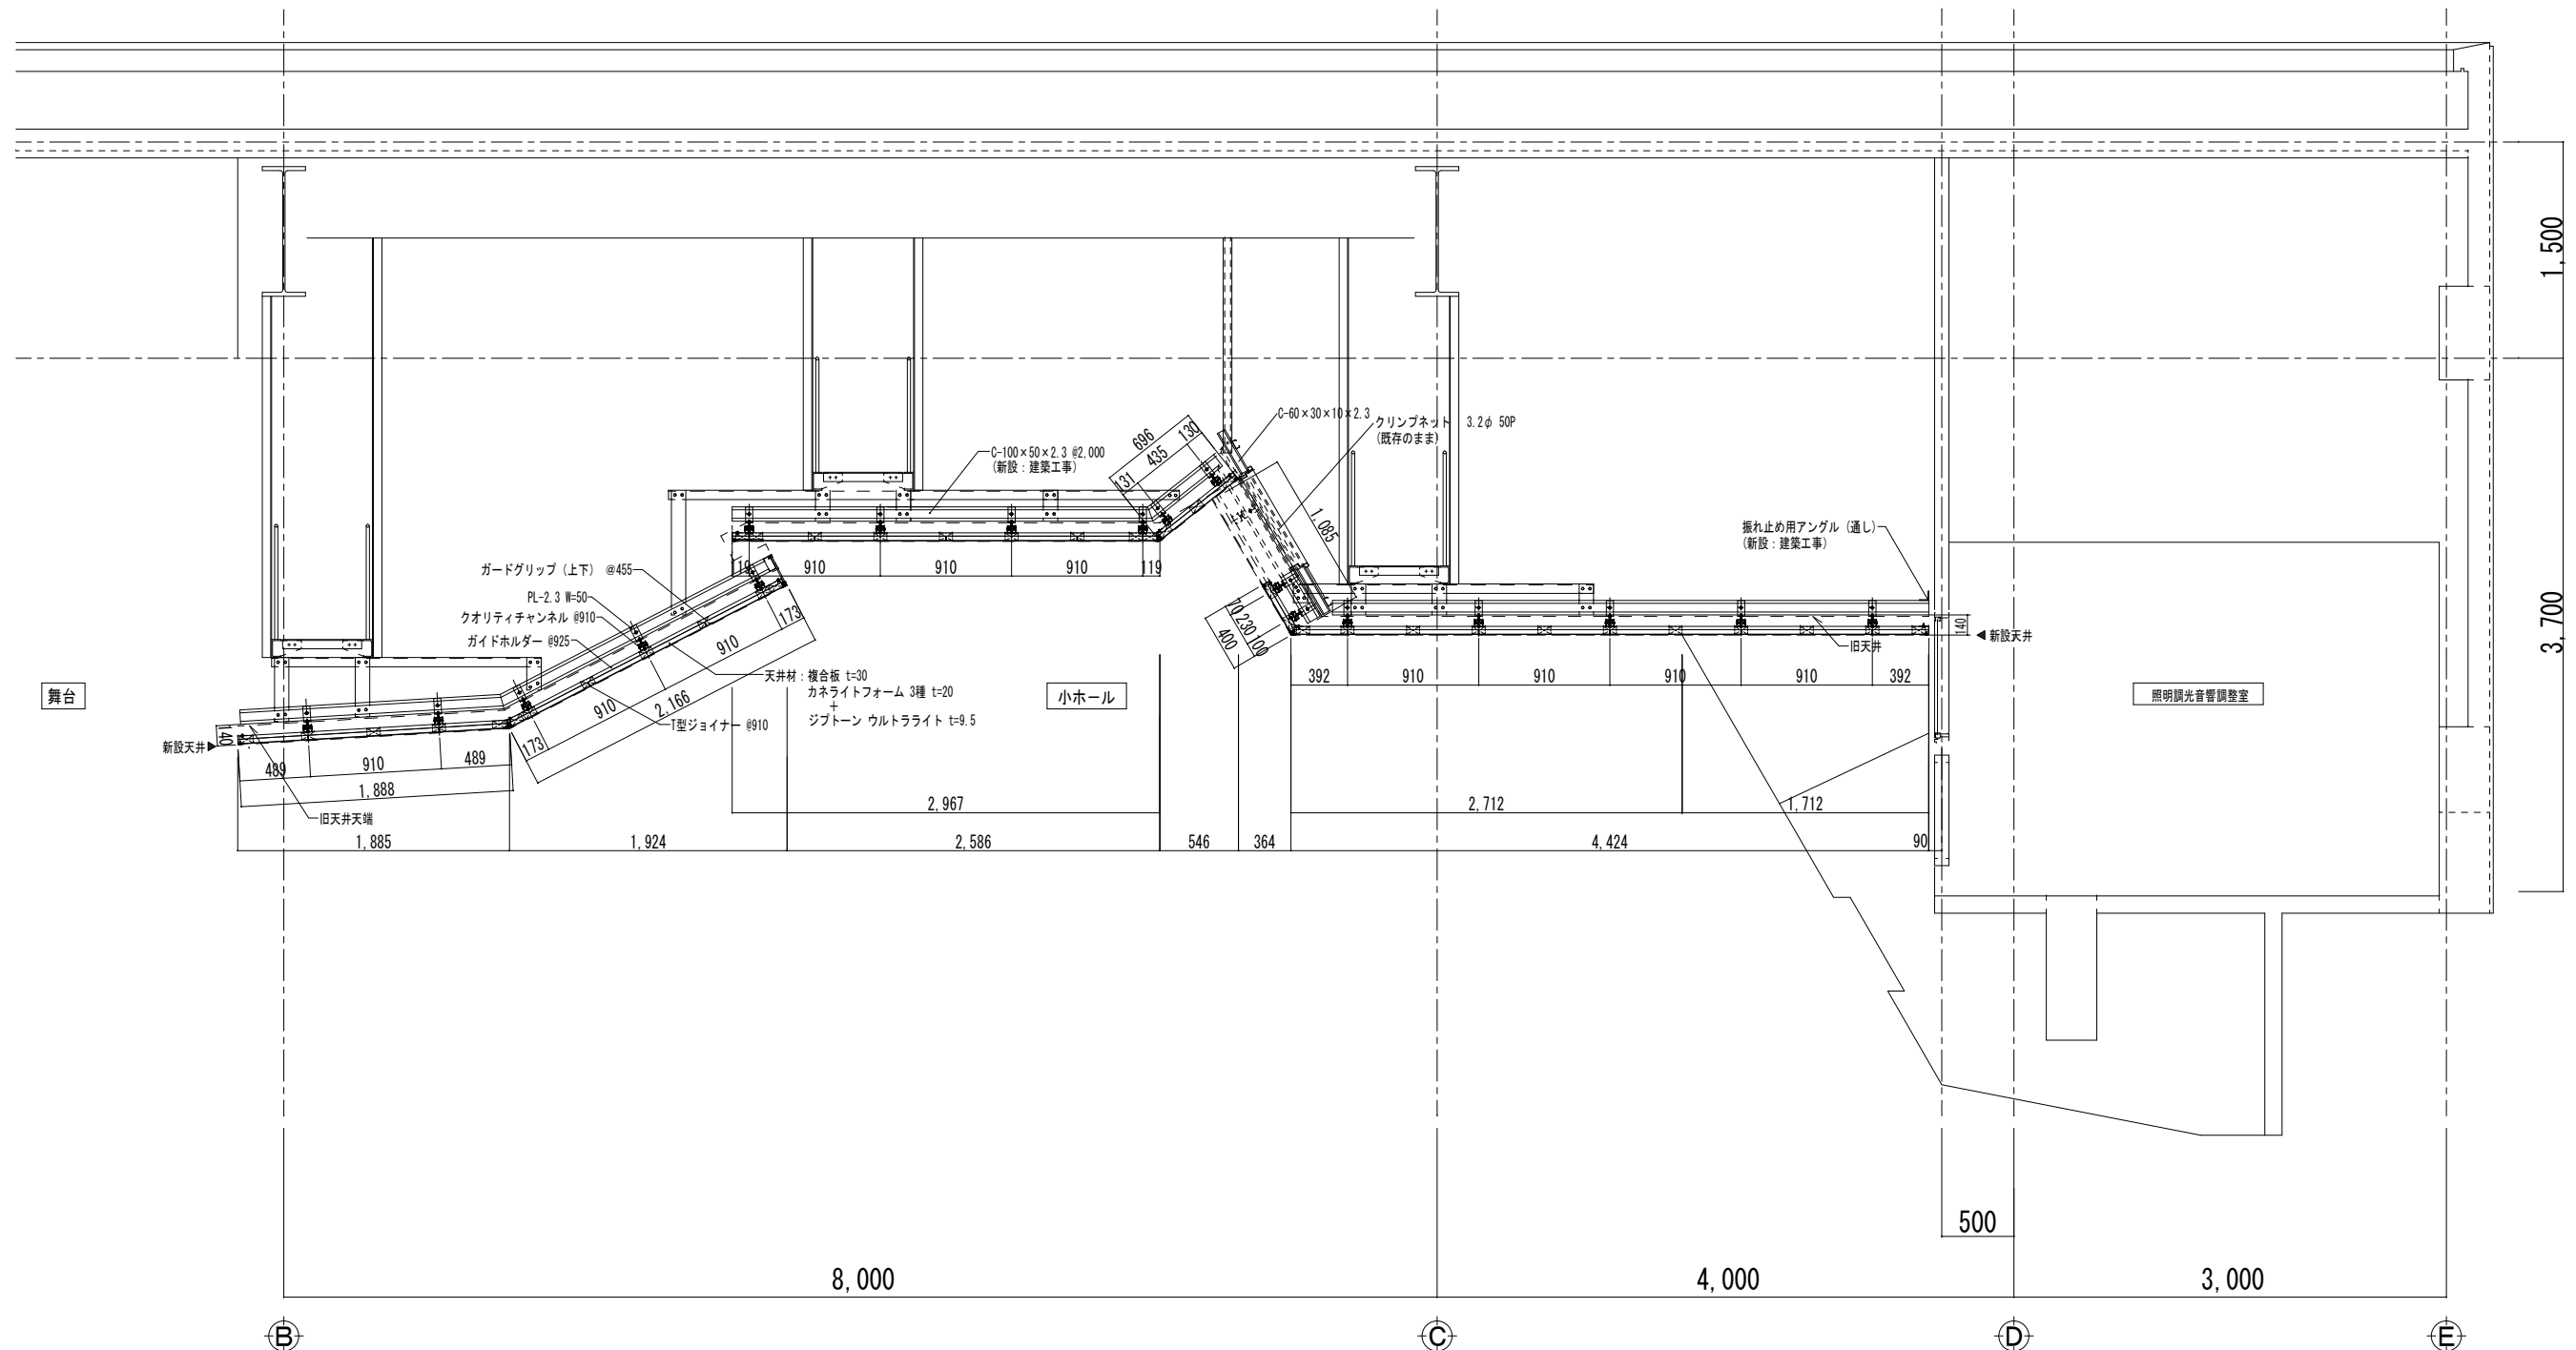 1,500
3,700
C-60×30×10×2.3
クリンプネット 3.2φ 50P
(既存のまま)
C-100×50×2.3 @2,000
(新設：建築工事)
696
130
435
131
1,085
振れ止め用アングル (通し)
(新設：建築工事)
119
910
910
910
119
ガードグリップ (上下) @455
PL-2.3 W=50
クオリティチャンネル @910
ガイドホルダー @925
173
910
910
2,166
173
70
230
100
400
140
新設天井
旧天井
392
910
910
910
910
392
天井材：複合板 t=30
カネライトフォーム 3種 t=20
+
ジプトーン ウルトラライト t=9.5
T型ジョイナー @910
舞台
小ホール
照明調光音響調整室
新設天井
140
489
910
489
1,888
旧天井天端
2,967
2,712
1,712
1,885
1,924
2,586
546
364
4,424
90
500
8,000
4,000
3,000
B
C
D
E